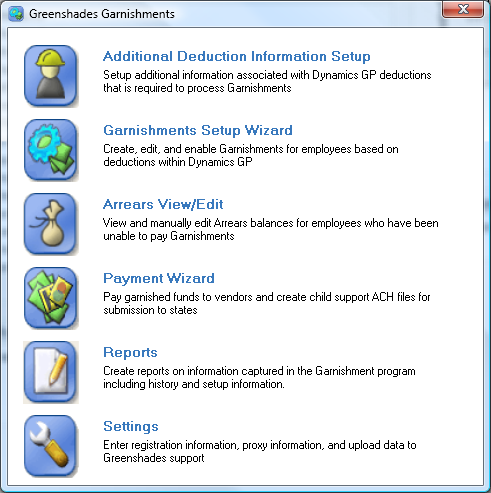 Greenshades Garnishments
Additional Deduction Information Setup
Setup additional information associated with Dynamics GP deductions
that is required to process Garnishments
Garnishments Setup Wizard
Create, edit, and enable Garnishments for employees based on
deductions within Dynamics GP
Arrears View/Edit
View and manually edit Arrears balances for employees who have been
unable to pay Garnishments
Payment Wizard
Pay garnished funds to vendors and create child support ACH files for
submission to states
Reports
Create reports on information captured in the Garnishment program
including history and setup information.
Settings
Enter registration information, proxy information, and upload data to
Greenshades support